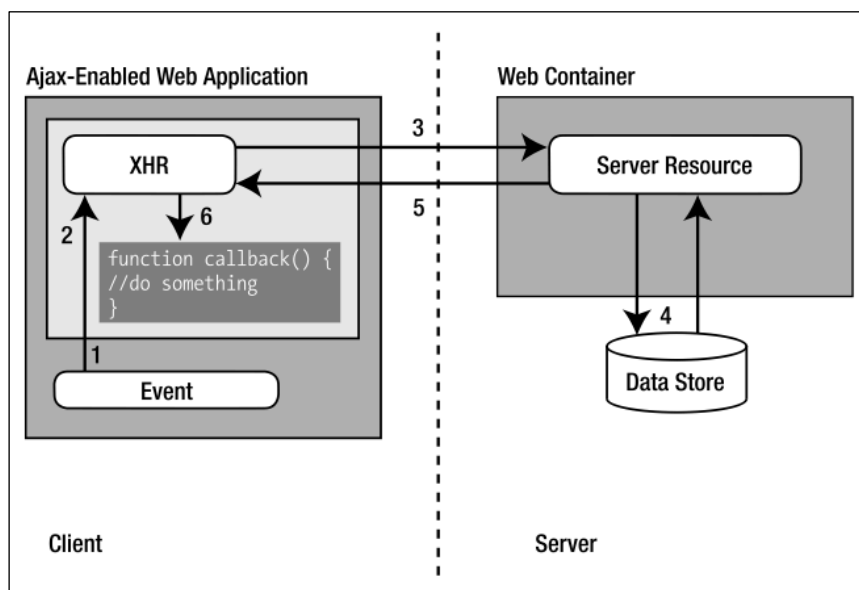 Ajax-Enabled Web Application
Web Container
3
XHR
Server Resource
5
6
2
function callback() {
//do something
}
4
1
Event
Data Store
Client
Server